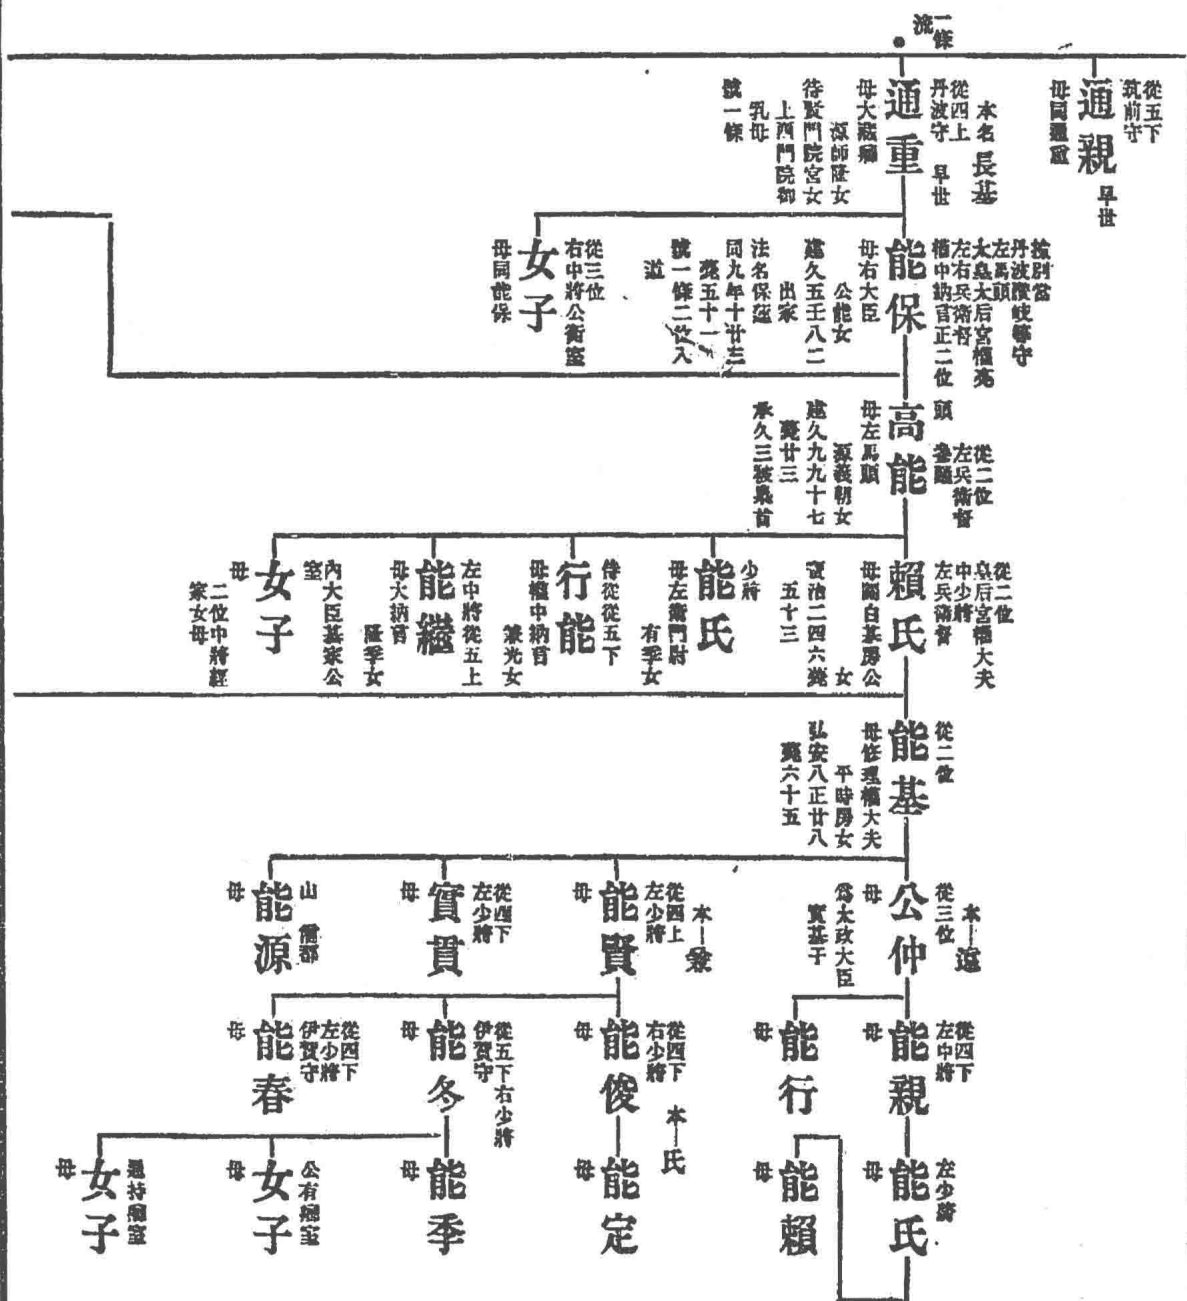 一條
流
從五下
筑前守
通親
早世
母同通重
本名長基
從四上
丹波守 早世
通重
母大藏卿
源師隆女
待賢門院官女
上西門院御
乳母
號一條
撿別當
丹波讚岐等守
左馬頭
太皇太后宮權亮
左右兵衛督
權中納言正二位
能保
母右大臣
公能女
建久五壬八二
出家
法名保蓮
同九年十廿三
薨五十一
號一條二位入
道
從三位
右中將公衡室
女子
母同能保
從二位
左兵衛督
頭 參議
高能
母左馬頭
源義朝女
建久九九十七
薨廿三
承久三被梟首
從二位
皇后宮權大夫
中少將
左兵衛督
賴氏
母關白基房公
女
寶治二四六薨
五十三
少將
能氏
母左衛門尉
有季女
侍從從五下
行能
母權中納言
兼光女
左中將從五上
能繼
母大納言
隆季女
內大臣基家公
室
女子
母
二位中將經
家女母
從二位
能基
母修理權大夫
平時房女
弘安八正廿八
薨六十五
本—遠
從三位
公仲
母
爲太政大臣
實基子
本—兼
從四上
左少將
能賢
母
從四下
左少將
實貫
母
山 僧都
能源
母
從四下
左中將
能親
母
能行
母
從四下
右少將
能俊
母
從五下右少將
伊賀守
能冬
母
從四下
左少將
伊賀守
能春
母
左少將
能氏
母
能賴
母
本—氏
能定
母
能季
母
公有卿室
女子
母
通持卿室
女子
母